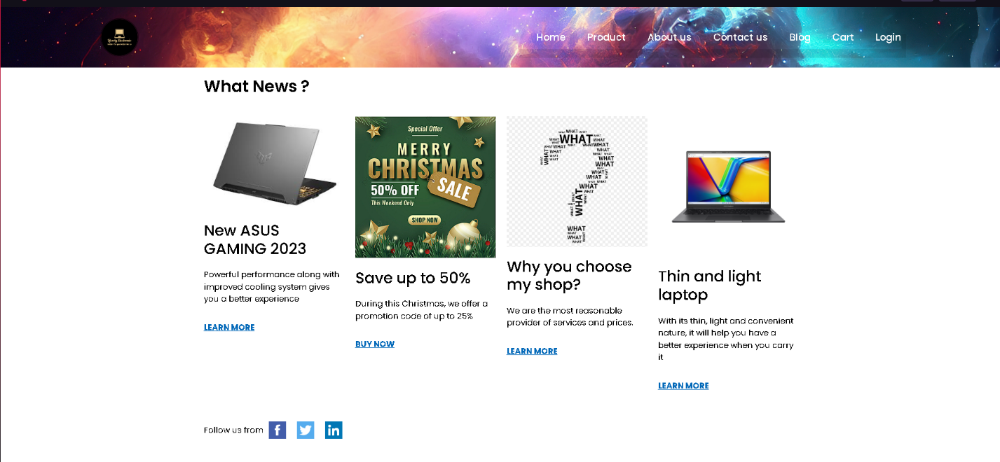 Home Product About us Contact us Blog Cart Login
What News ?
New ASUS
GAMING 2023
Powerful performance along with
improved cooling system gives
you a better experience
LEARN MORE
Special Offer
MERRY
CHRISTMAS
50% OFF
SALE
This Weekend Only
SHOP NOW
Save up to 50%
During this Christmas, we offer a
promotion code of up to 25%
BUY NOW
WHAT
WHAT
WHAT
WHAT
WHAT
WHAT
WHAT
WHAT
WHAT
Why you choose
my shop?
We are the most reasonable
provider of services and prices.
LEARN MORE
Thin and light
laptop
With its thin, light and convenient
nature, it will help you have a
better experience when you carry
it
LEARN MORE
Follow us from f in